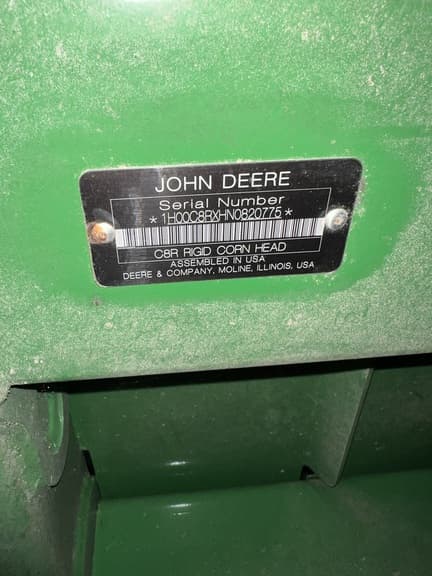 JOHN DEERE
Serial Number
*1H00C8RXHN0820775*
C8R RIGID CORN HEAD
ASSEMBLED IN USA
DEERE & COMPANY, MOLINE, ILLINOIS, USA